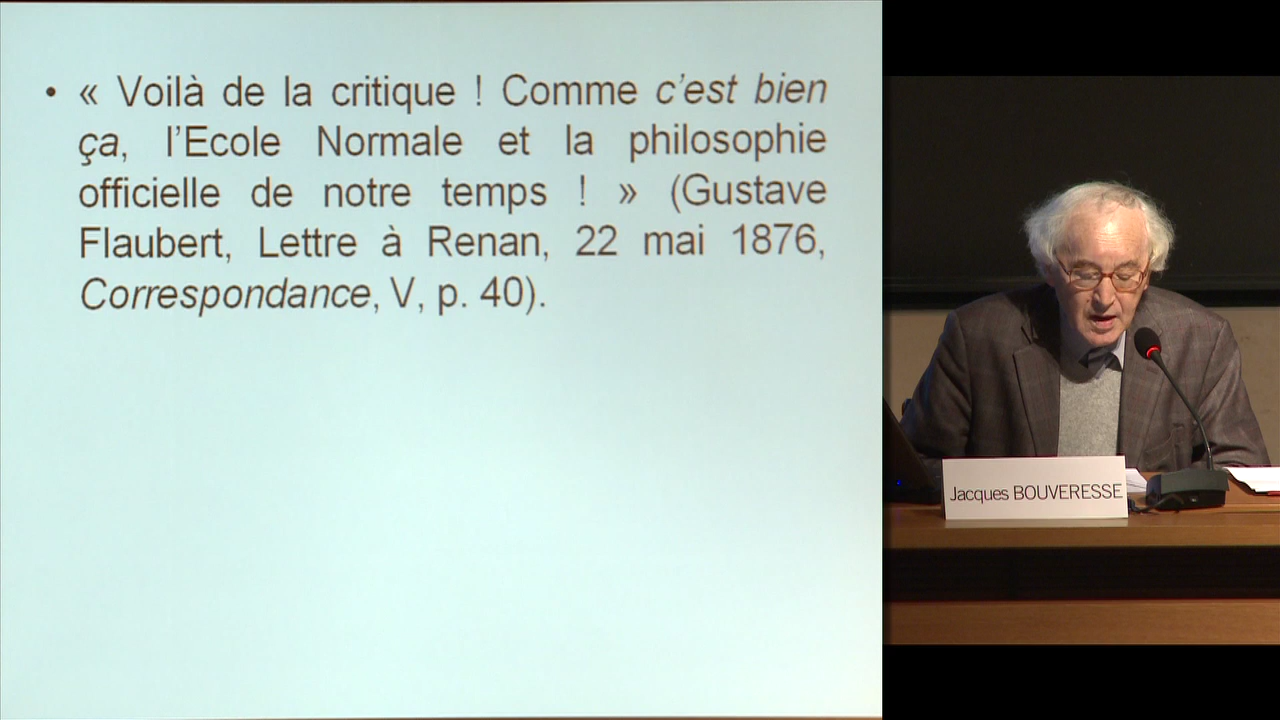 • « Voilà de la critique ! Comme c’est bien
ça, l’Ecole Normale et la philosophie
officielle de notre temps ! » (Gustave
Flaubert, Lettre à Renan, 22 mai 1876,
Correspondance, V, p. 40).
Jacques BOUVERESSE